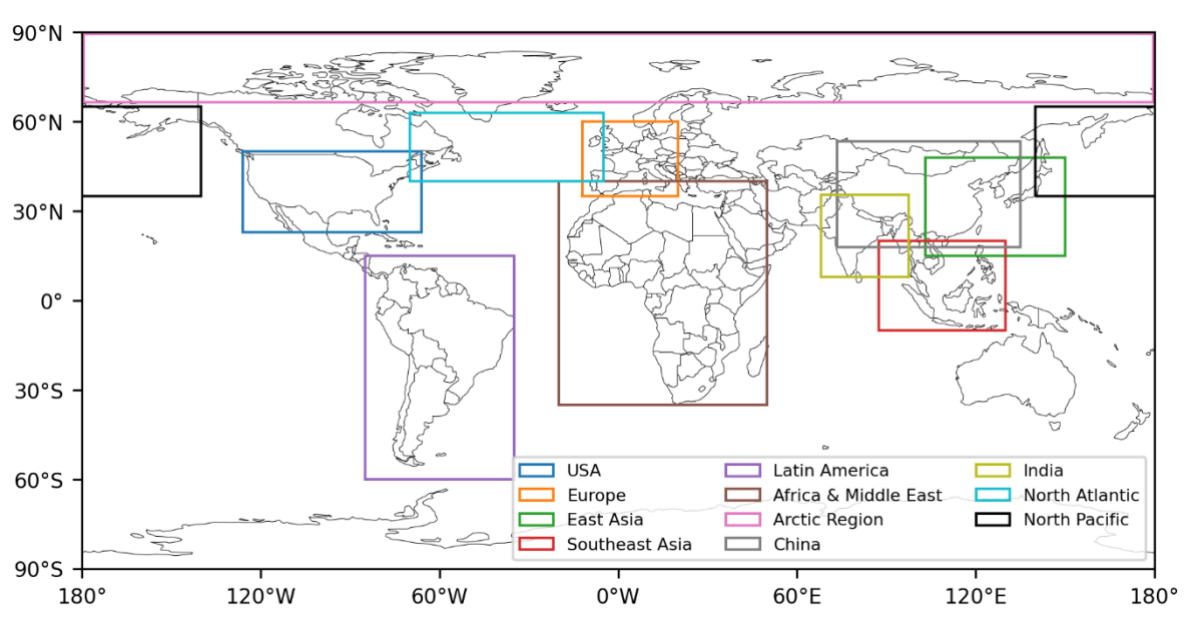 90°N
60°N
30°N
0°
30°S
60°S
90°S
180°
120°W
60°W
0°W
60°E
120°E
180°
USA
Europe
East Asia
Southeast Asia
Latin America
Africa & Middle East
Arctic Region
China
India
North Atlantic
North Pacific